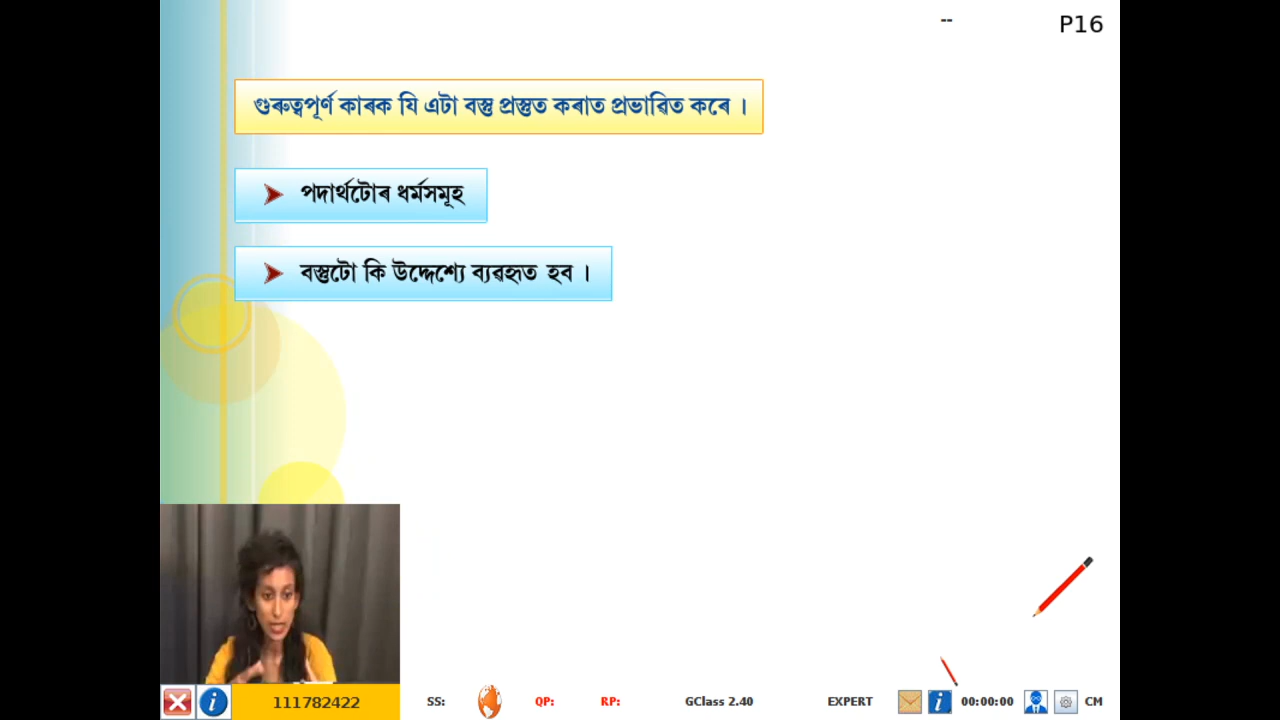 --
P16
গুৰুত্বপূৰ্ণ কাৰক যি এটা বস্তু প্ৰস্তুত কৰাত প্ৰভাৱিত কৰে ।
পদাৰ্থটোৰ ধৰ্মসমূহ
বস্তুটো কি উদ্দেশ্যে ব্যৱহৃত হব ।
111782422 SS: QP: RP: GClass 2.40 EXPERT 00:00:00 CM